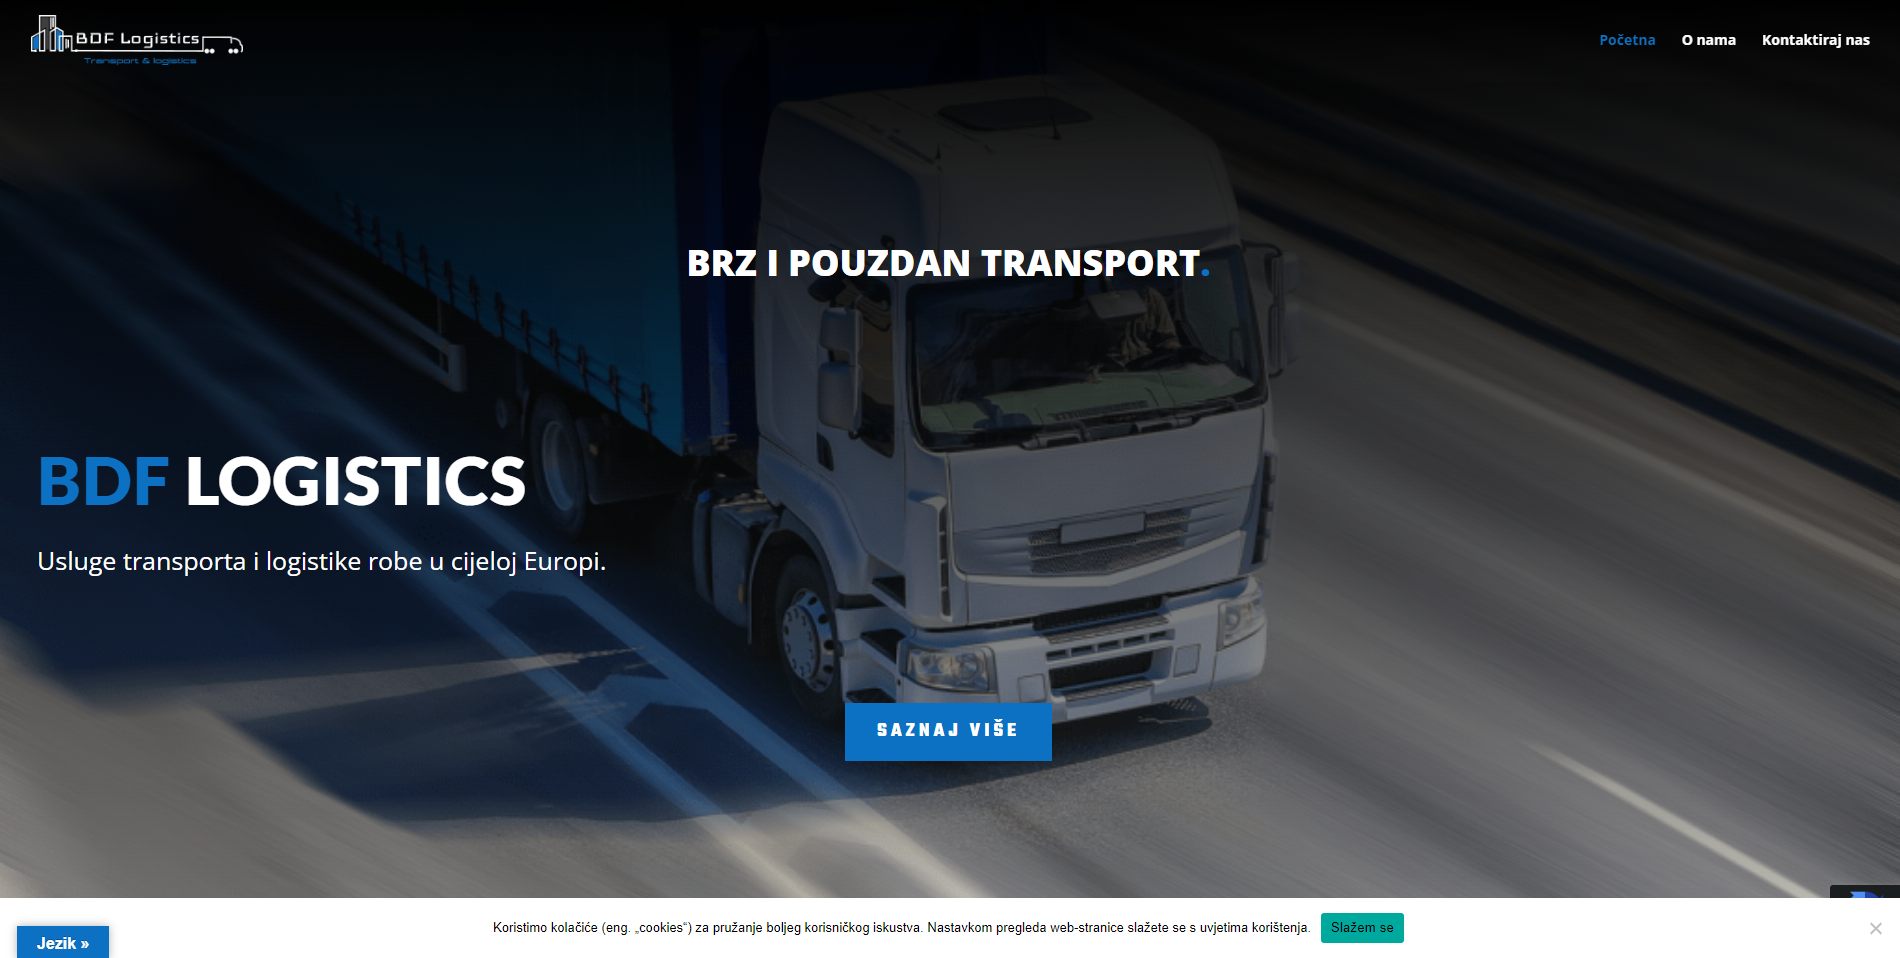 BDF Logistics
Transport & logistics
Početna
O nama
Kontaktiraj nas
BRZ I POUZDAN TRANSPORT.
BDF LOGISTICS
Usluge transporta i logistike robe u cijeloj Europi.
SAZNAJ VIŠE
Koristimo kolačiće (eng. „cookies“) za pružanje boljeg korisničkog iskustva. Nastavkom pregleda web-stranice slažete se s uvjetima korištenja.
Slažem se
Jezik »